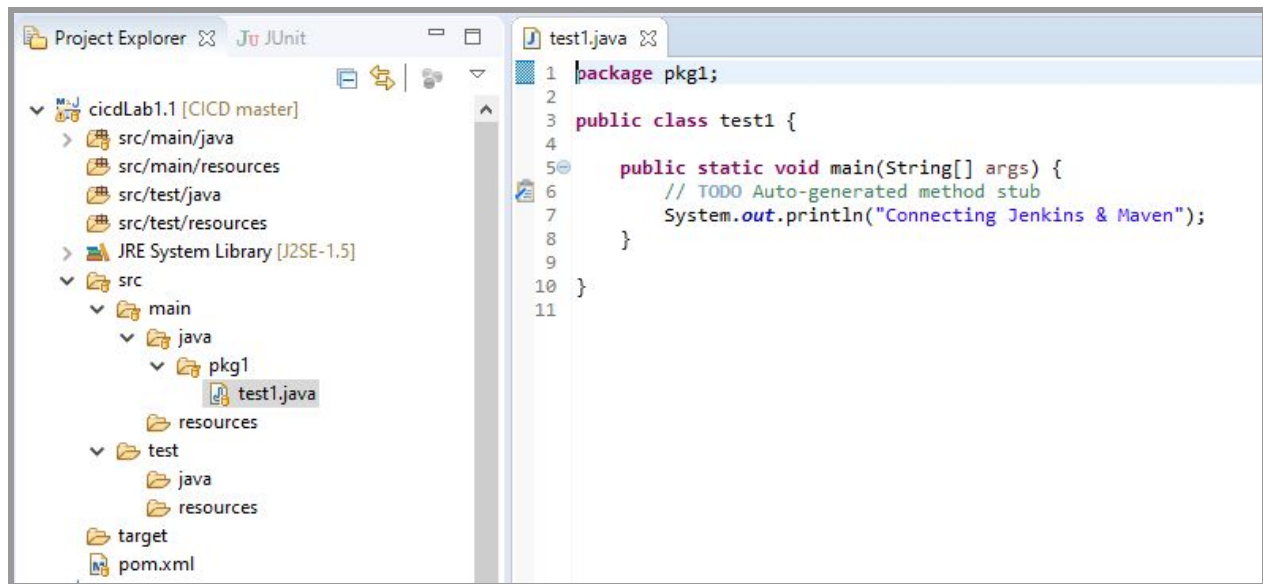 Project Explorer JUnit
cicdLab1.1 [CICD master]
src/main/java
src/main/resources
src/test/java
src/test/resources
JRE System Library [J2SE-1.5]
src
main
java
pkg1
test1.java
resources
test
java
resources
target
pom.xml
test1.java
1 package pkg1;
2
3 public class test1 {
4
5 public static void main(String[] args) {
6 // TODO Auto-generated method stub
7 System.out.println("Connecting Jenkins & Maven");
8 }
9
10 }
11